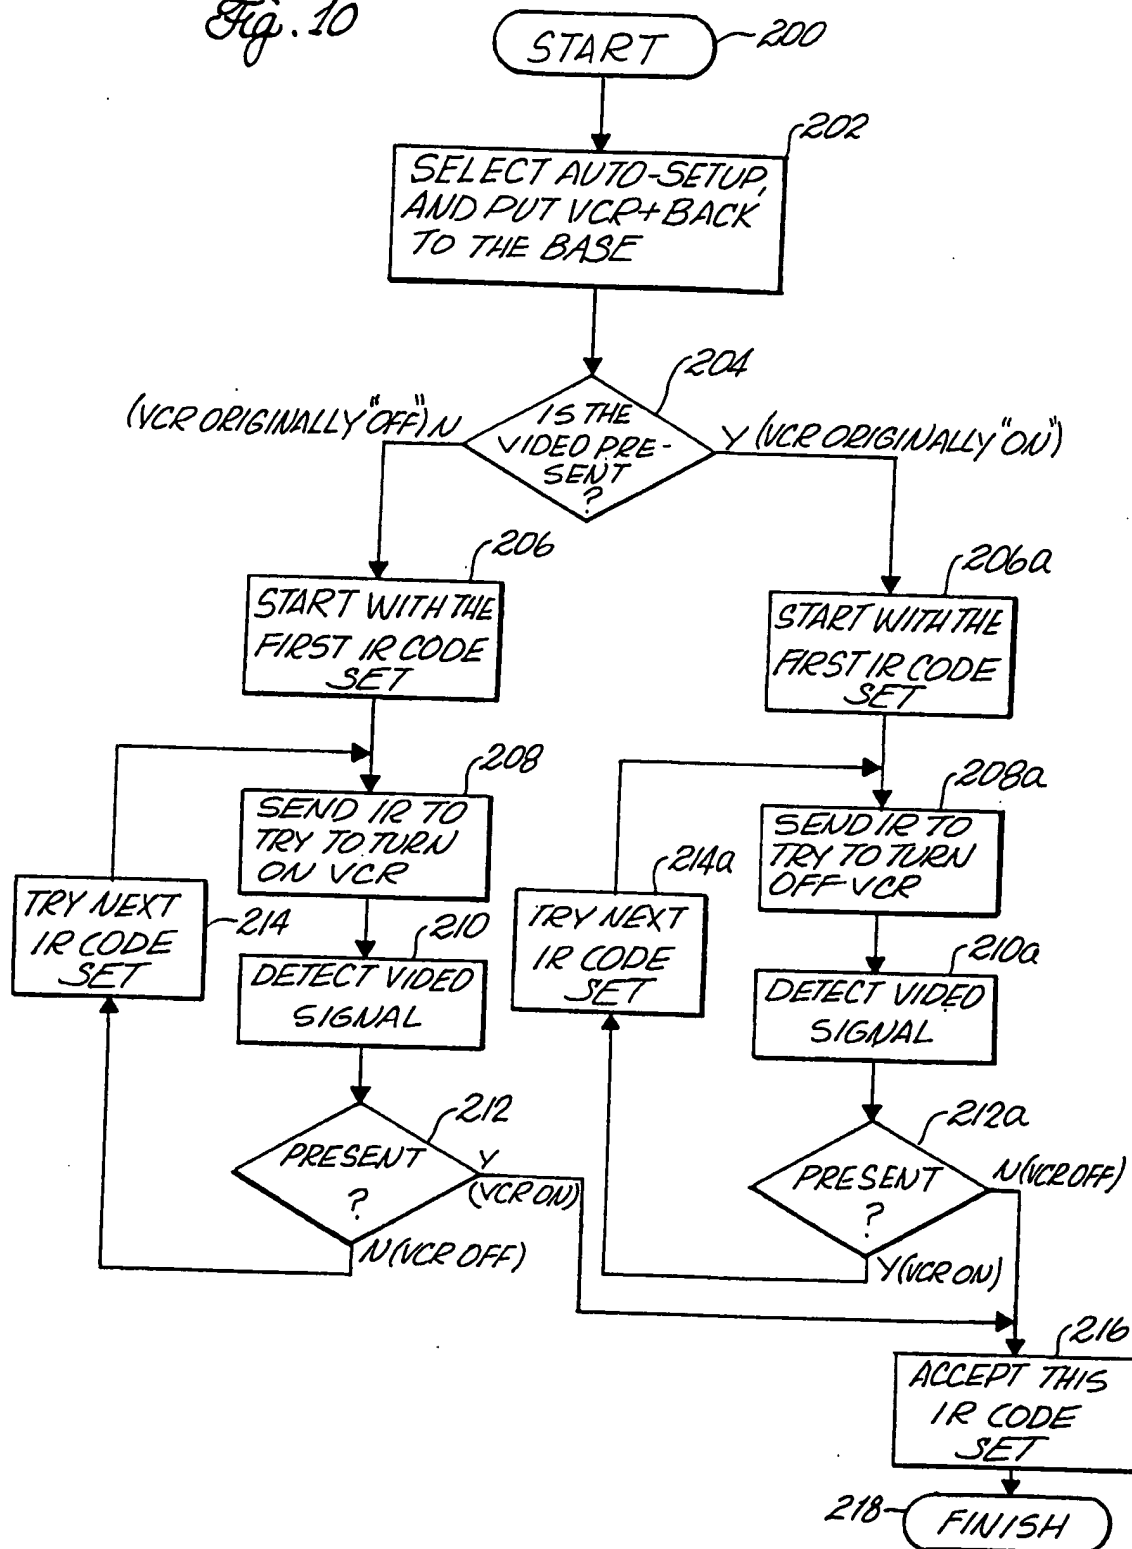 Fig. 10
START
200
202
SELECT AUTO-SETUP,
AND PUT VCR+ BACK
TO THE BASE
204
(VCR ORIGINALLY "OFF") N
IS THE
VIDEO PRE-
SENT
?
Y (VCR ORIGINALLY "ON")
206
START WITH THE
FIRST IR CODE
SET
206a
START WITH THE
FIRST IR CODE
SET
208
SEND IR TO
TRY TO TURN
ON VCR
208a
SEND IR TO
TRY TO TURN
OFF VCR
TRY NEXT
IR CODE
SET
214
210
DETECT VIDEO
SIGNAL
214a
TRY NEXT
IR CODE
SET
210a
DETECT VIDEO
SIGNAL
212
PRESENT
?
Y
(VCR ON)
N (VCR OFF)
212a
PRESENT
?
N (VCR OFF)
Y (VCR ON)
216
ACCEPT THIS
IR CODE
SET
218
FINISH